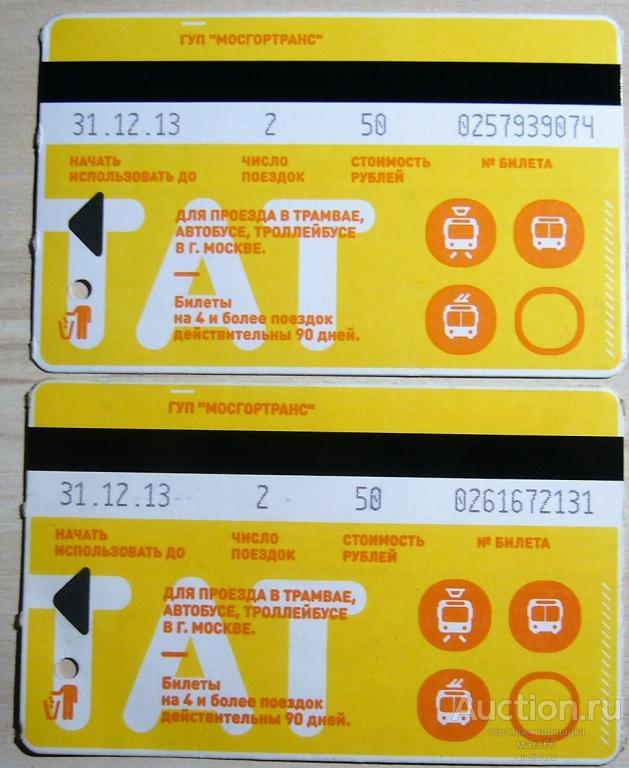 ГУП "МОСГОРТРАНС"
31.12.13 2 50 0257939074
НАЧАТЬ
ИСПОЛЬЗОВАТЬ ДО
ЧИСЛО
ПОЕЗДОК
СТОИМОСТЬ
РУБЛЕЙ
№ БИЛЕТА
ТАТ
ДЛЯ ПРОЕЗДА В ТРАМВАЕ,
АВТОБУСЕ, ТРОЛЛЕЙБУСЕ
В Г. МОСКВЕ.
Билеты
на 4 и более поездок
действительны 90 дней.
ГУП "МОСГОРТРАНС"
31.12.13 2 50 0261672131
НАЧАТЬ
ИСПОЛЬЗОВАТЬ ДО
ЧИСЛО
ПОЕЗДОК
СТОИМОСТЬ
РУБЛЕЙ
№ БИЛЕТА
ТАТ
ДЛЯ ПРОЕЗДА В ТРАМВАЕ,
АВТОБУСЕ, ТРОЛЛЕЙБУСЕ
В Г. МОСКВЕ.
Билеты
на 4 и более поездок
действительны 90 дней.
Auction.ru